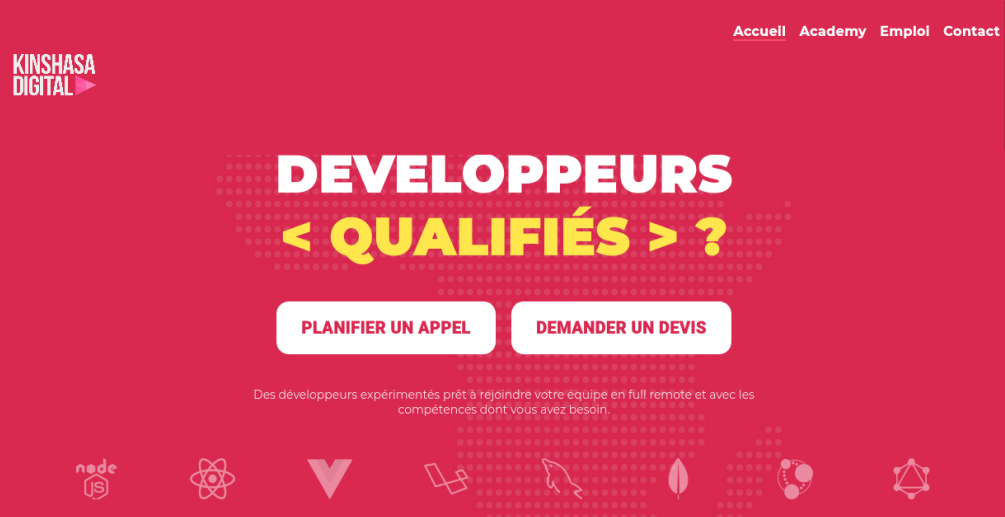 Accueil Academy Emploi Contact
KINSHASA
DIGITAL
DEVELOPPEURS
< QUALIFIÉS > ?
PLANIFIER UN APPEL DEMANDER UN DEVIS
Des développeurs expérimentés prêt à rejoindre votre équipe en full remote et avec les
compétences dont vous avez besoin.
node
JS